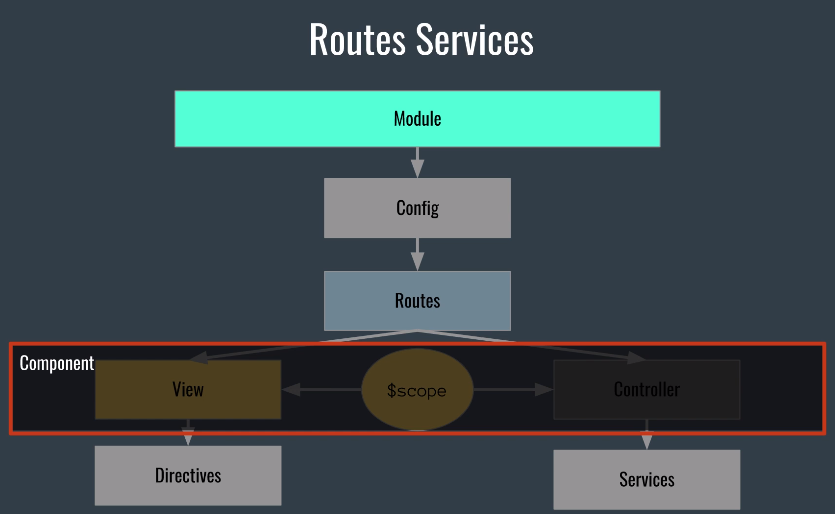 Routes Services
Module
Config
Routes
Component
View
$scope
Controller
Directives
Services